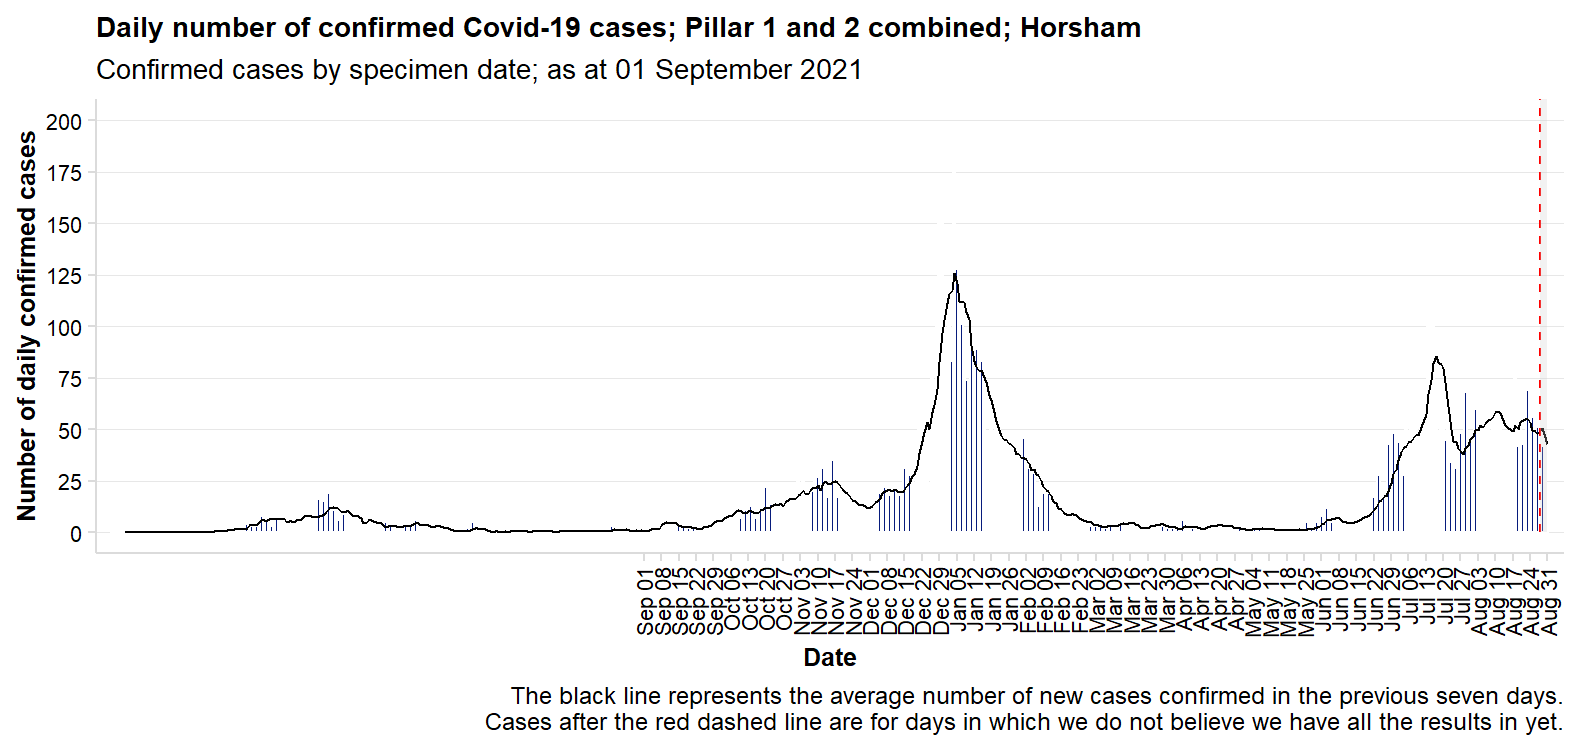 Daily number of confirmed Covid-19 cases; Pillar 1 and 2 combined; Horsham
Confirmed cases by specimen date; as at 01 September 2021
Number of daily confirmed cases
200
175
150
125
100
75
50
25
0
Sep 01
Sep 08
Sep 15
Sep 22
Sep 29
Oct 06
Oct 13
Oct 20
Oct 27
Nov 03
Nov 10
Nov 17
Nov 24
Dec 01
Dec 08
Dec 15
Dec 22
Dec 29
Jan 05
Jan 12
Jan 19
Jan 26
Feb 02
Feb 09
Feb 16
Feb 23
Mar 02
Mar 09
Mar 16
Mar 23
Mar 30
Apr 06
Apr 13
Apr 20
Apr 27
May 04
May 11
May 18
May 25
Jun 01
Jun 08
Jun 15
Jun 22
Jun 29
Jul 06
Jul 13
Jul 20
Jul 27
Aug 03
Aug 10
Aug 17
Aug 24
Aug 31
Date
The black line represents the average number of new cases confirmed in the previous seven days.
Cases after the red dashed line are for days in which we do not believe we have all the results in yet.